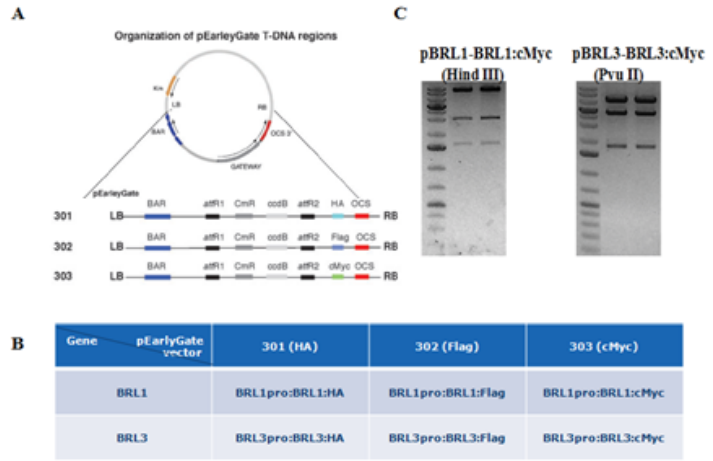 A
C
Organization of pEarleyGate T-DNA regions
Kin
LB
BAR
RB
OCS 3'
GATEWAY
pEarleyGate
BAR attR1 CmR ccdB attR2 HA OCS
301 LB RB
BAR attR1 CmR ccdB attR2 Flag OCS
302 LB RB
BAR attR1 CmR ccdB attR2 cMyc OCS
303 LB RB
pBRL1-BRL1:cMyc
(Hind III)
pBRL3-BRL3:cMyc
(Pvu II)
B
Gene pEarlyGate vector 301 (HA) 302 (Flag) 303 (cMyc)
BRL1 BRL1pro:BRL1:HA BRL1pro:BRL1:Flag BRL1pro:BRL1:cMyc
BRL3 BRL3pro:BRL3:HA BRL3pro:BRL3:Flag BRL3pro:BRL3:cMyc